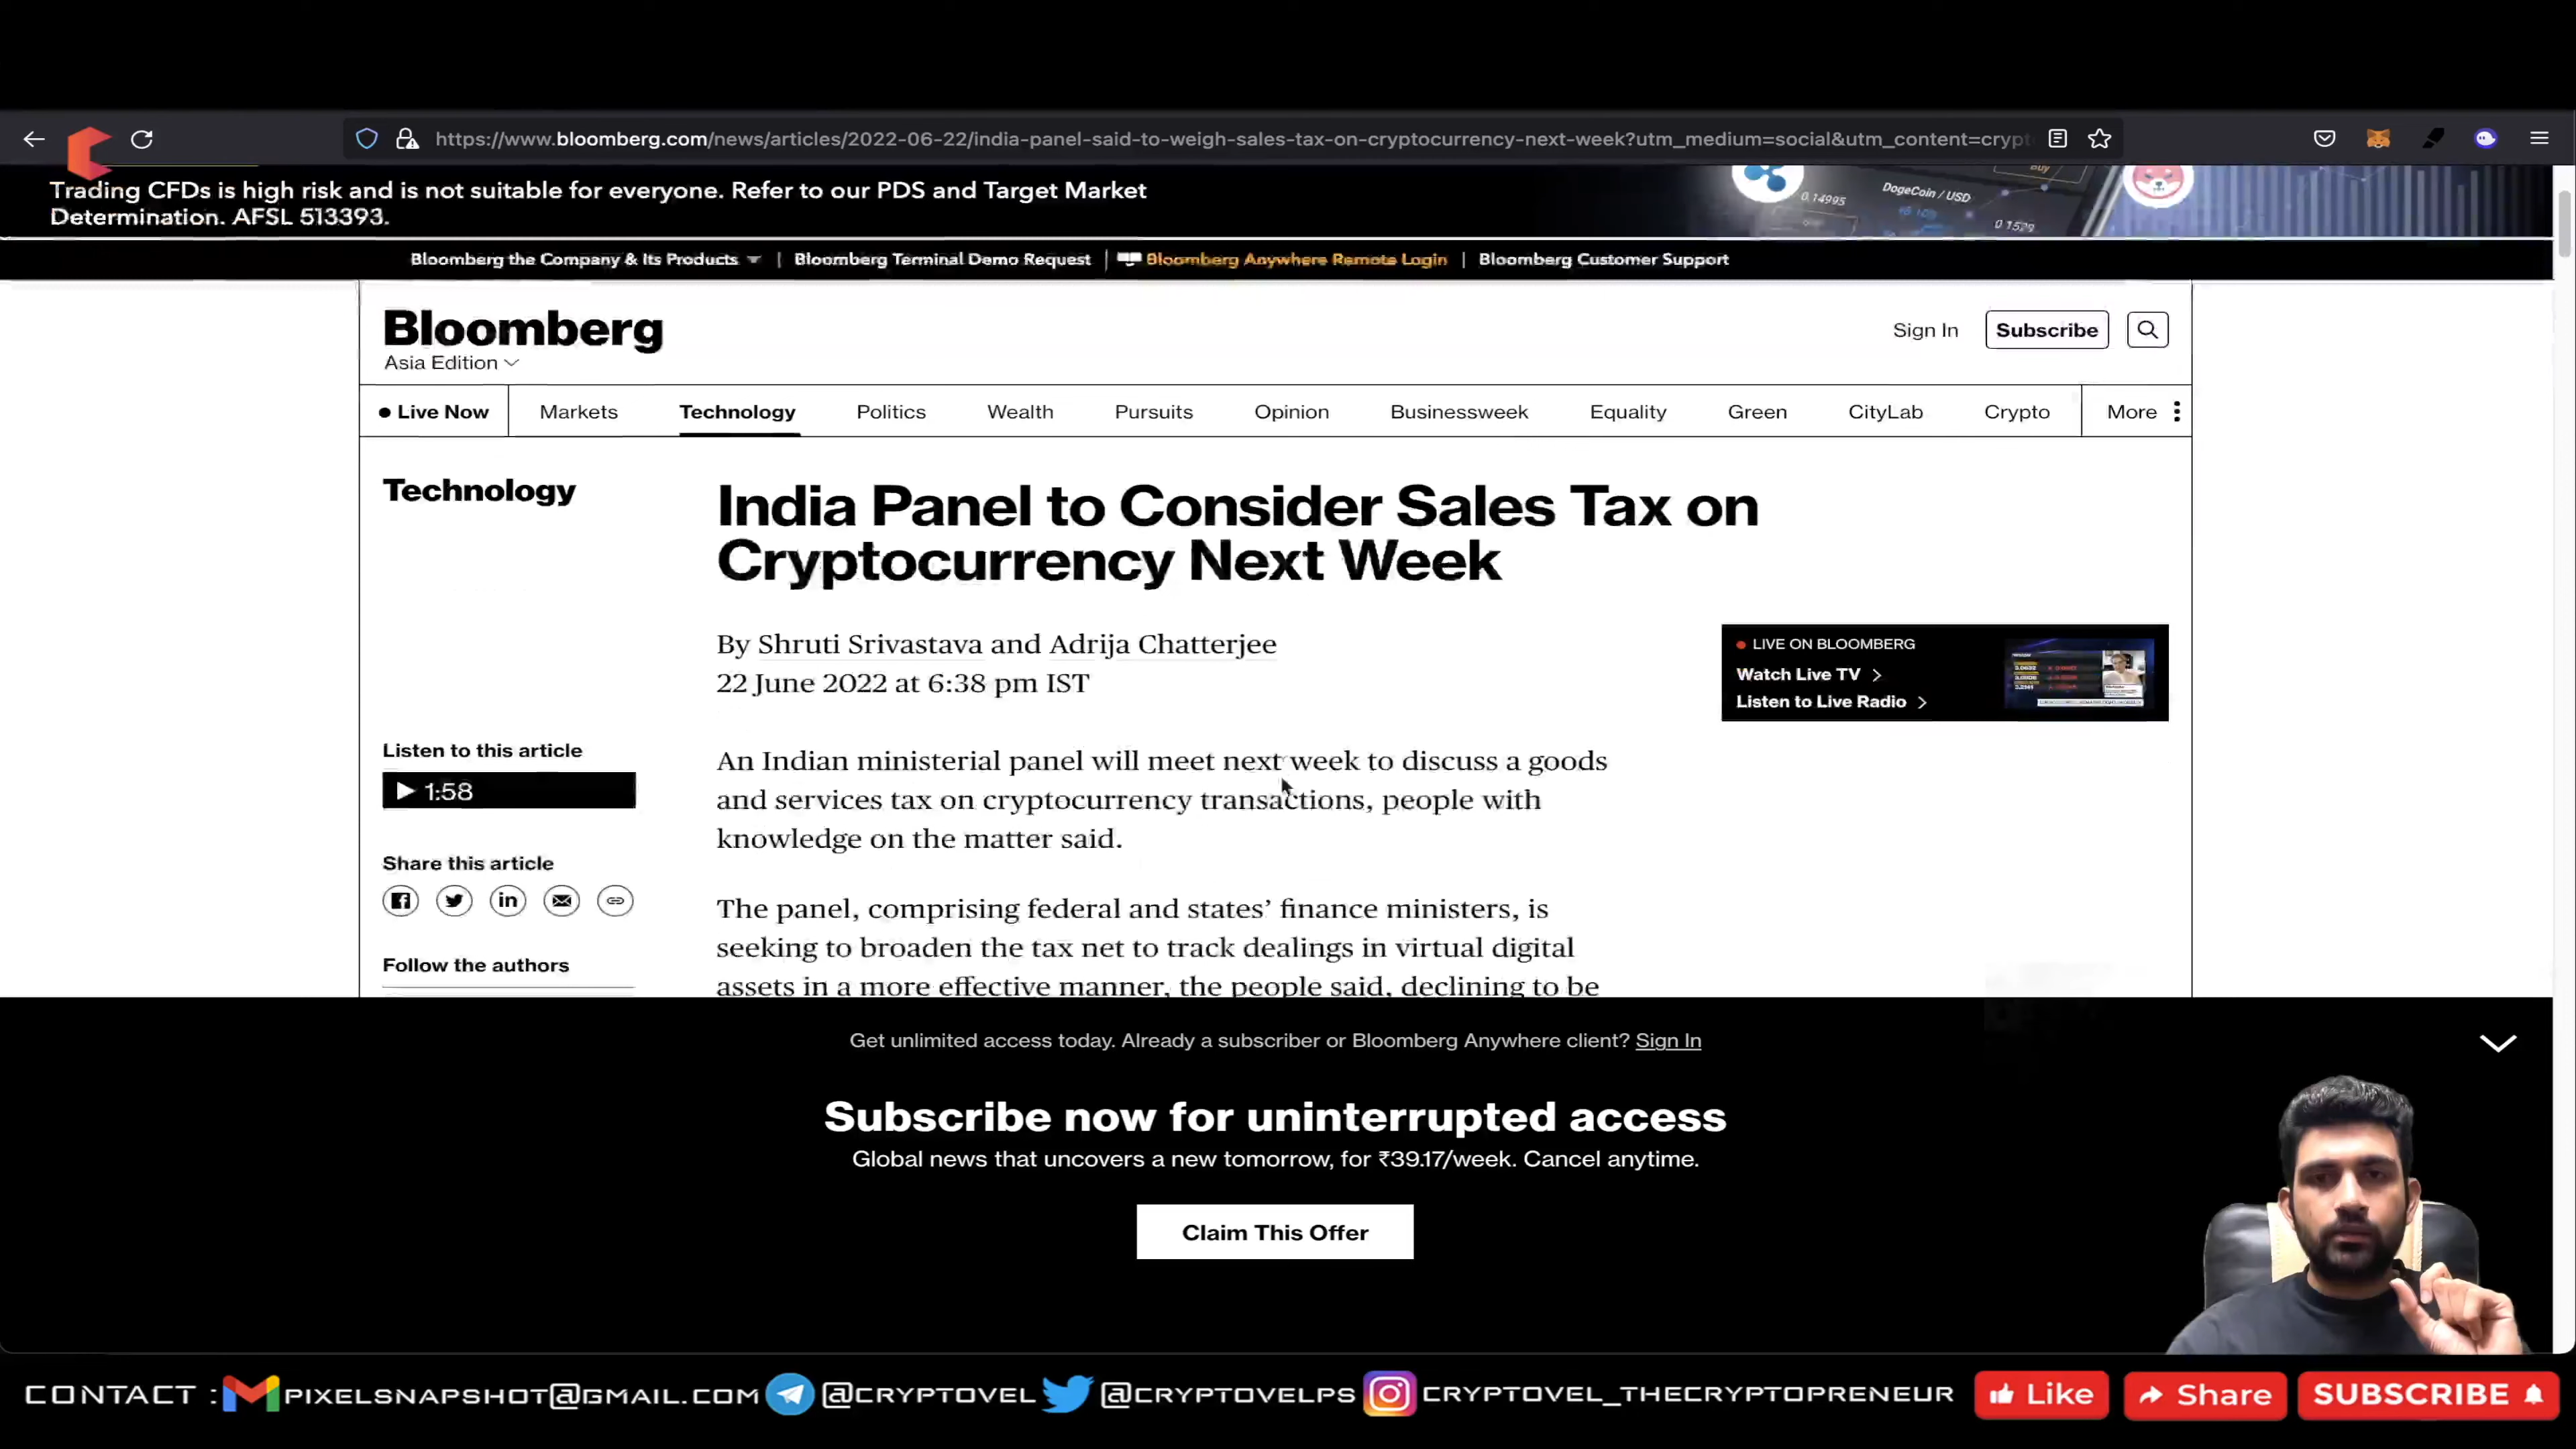 https://www.bloomberg.com/news/articles/2022-06-22/india-panel-said-to-weigh-sales-tax-on-cryptocurrency-next-week?utm_medium=social&utm_content=crypt
Trading CFDs is high risk and is not suitable for everyone. Refer to our PDS and Target Market
Determination. AFSL 513393.
Buy
DogeCoin / USD
0.14995
Bloomberg the Company & Its Products | Bloomberg Terminal Demo Request | Bloomberg Anywhere Remote Login | Bloomberg Customer Support
Bloomberg
Asia Edition
Sign In
Subscribe
Live Now Markets Technology Politics Wealth Pursuits Opinion Businessweek Equality Green CityLab Crypto More
Technology
India Panel to Consider Sales Tax on
Cryptocurrency Next Week
By Shruti Srivastava and Adrija Chatterjee
22 June 2022 at 6:38 pm IST
LIVE ON BLOOMBERG
Watch Live TV >
Listen to Live Radio >
Listen to this article
1:58
Share this article
Follow the authors
An Indian ministerial panel will meet next week to discuss a goods
and services tax on cryptocurrency transactions, people with
knowledge on the matter said.
The panel, comprising federal and states’ finance ministers, is
seeking to broaden the tax net to track dealings in virtual digital
assets in a more effective manner, the people said, declining to be
Get unlimited access today. Already a subscriber or Bloomberg Anywhere client? Sign In
Subscribe now for uninterrupted access
Global news that uncovers a new tomorrow, for ₹39.17/week. Cancel anytime.
Claim This Offer
CONTACT : PIXELSNAPSHOT@GMAIL.COM @CRYPTOVEL @CRYPTOVELPS CRYPTOVEL_THECRYPTOPRENEUR Like Share SUBSCRIBE